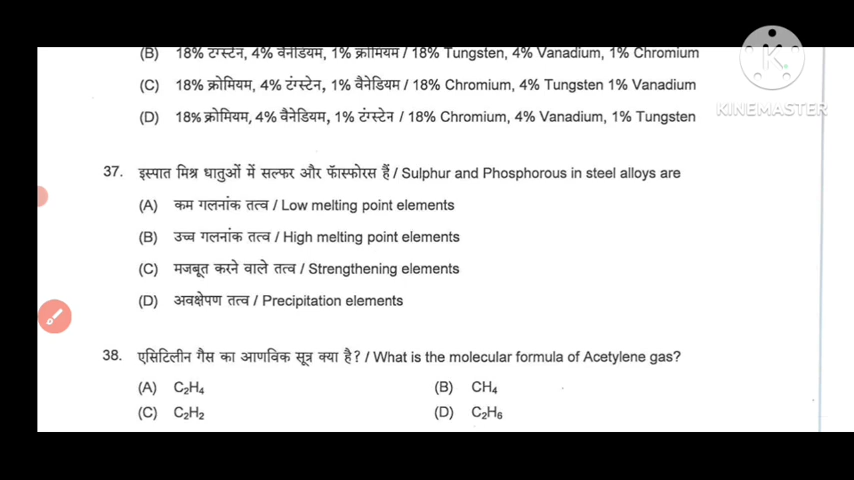 (B) 18% टंगस्टेन, 4% वैनेडियम, 1% क्रोमियम / 18% Tungsten, 4% Vanadium, 1% Chromium
(C) 18% क्रोमियम, 4% टंगस्टेन, 1% वैनेडियम / 18% Chromium, 4% Tungsten 1% Vanadium
(D) 18% क्रोमियम, 4% वैनेडियम, 1% टंगस्टेन / 18% Chromium, 4% Vanadium, 1% Tungsten
37. इस्पात मिश्र धातुओं में सल्फर और फॅास्फोरस हैं / Sulphur and Phosphorous in steel alloys are
(A) कम गलनांक तत्व / Low melting point elements
(B) उच्च गलनांक तत्व / High melting point elements
(C) मजबूत करने वाले तत्व / Strengthening elements
(D) अवक्षेपण तत्व / Precipitation elements
38. एसिटिलीन गैस का आणविक सूत्र क्या है? / What is the molecular formula of Acetylene gas?
(A) C₂H₄ (B) CH₄
(C) C₂H₂ (D) C₂H₆
K
KINEMASTER